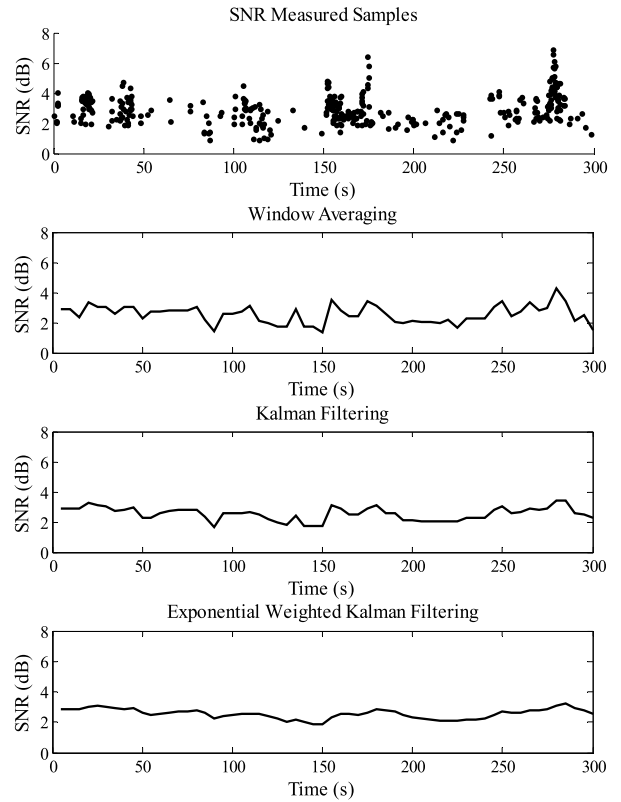 SNR Measured Samples
8
6
4
2
0
SNR (dB)
0 50 100 150 200 250 300
Time (s)
Window Averaging
8
6
4
2
0
SNR (dB)
0 50 100 150 200 250 300
Time (s)
Kalman Filtering
8
6
4
2
0
SNR (dB)
0 50 100 150 200 250 300
Time (s)
Exponential Weighted Kalman Filtering
8
6
4
2
0
SNR (dB)
0 50 100 150 200 250 300
Time (s)